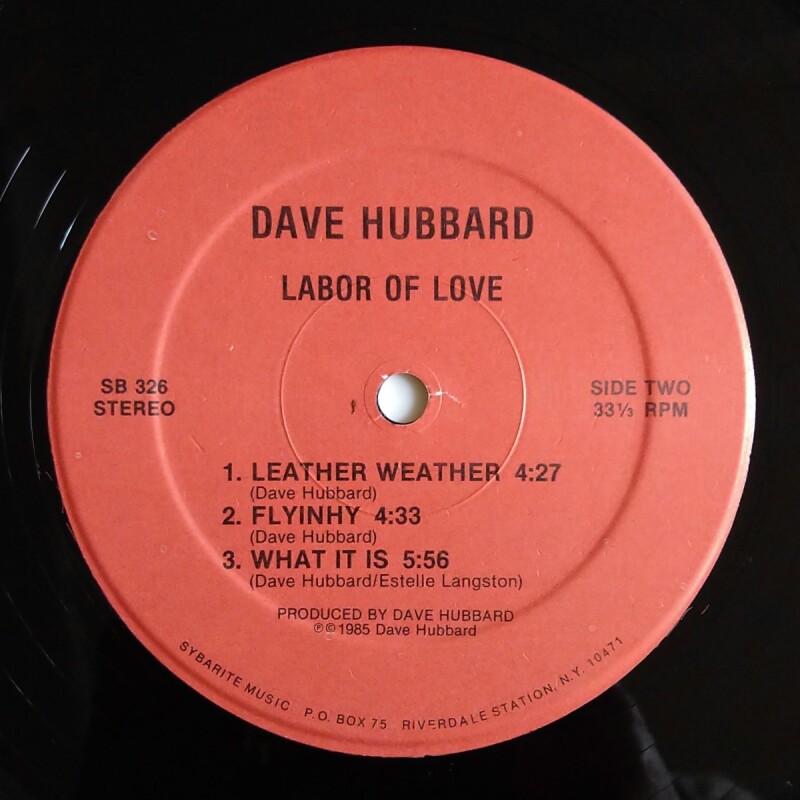 DAVE HUBBARD
LABOR OF LOVE
SB 326
STEREO
SIDE TWO
33⅓ RPM
1. LEATHER WEATHER 4:27
(Dave Hubbard)
2. FLYINHY 4:33
(Dave Hubbard)
3. WHAT IT IS 5:56
(Dave Hubbard/Estelle Langston)
PRODUCED BY DAVE HUBBARD
℗©1985 Dave Hubbard
SYBARITE MUSIC P.O. BOX 75 RIVERDALE STATION, N.Y. 10471